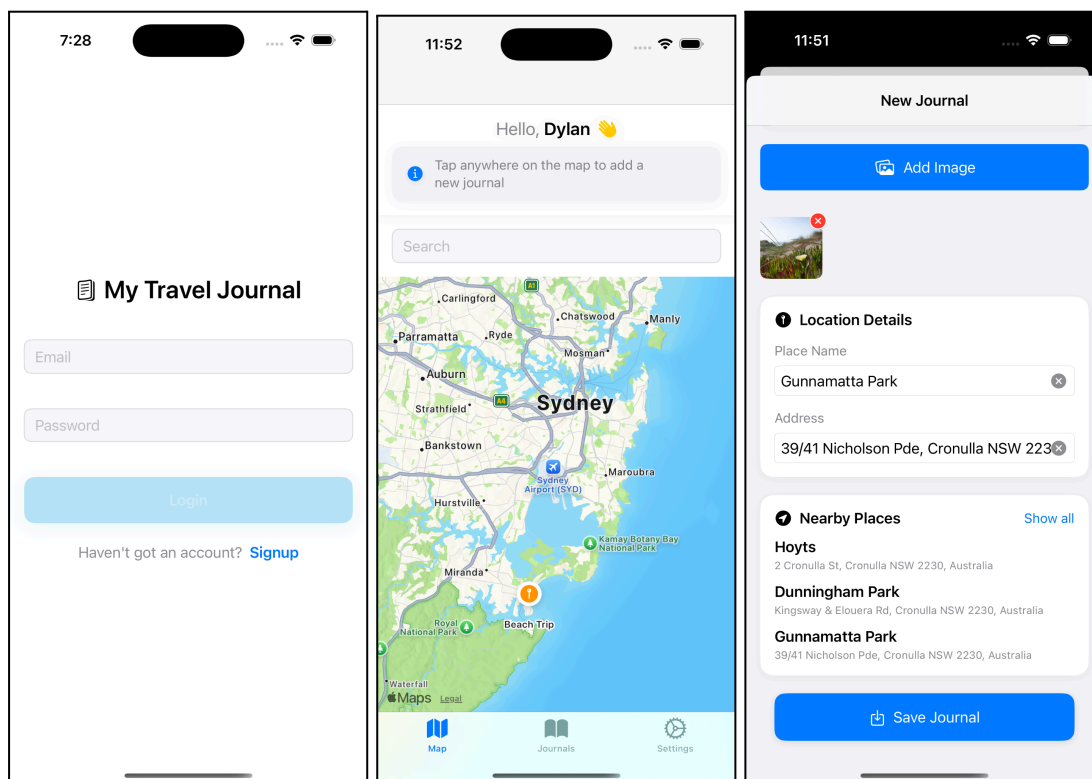 7:28
My Travel Journal
Email
Password
Login
Haven't got an account? Signup
11:52
Hello, Dylan 👋
Tap anywhere on the map to add a
new journal
Search
A1
Carlingford
Chatswood
Manly
Parramatta
Ryde
Mosman
Auburn
A4
Sydney
Strathfield
Bankstown
Sydney
Airport (SYD)
Maroubra
Hurstville
Kamay Botany Bay
National Park
Miranda
Royal
National Park
Beach Trip
Waterfall
Maps Legal
Map
Journals
Settings
11:51
New Journal
Add Image
Location Details
Place Name
Gunnamatta Park
Address
39/41 Nicholson Pde, Cronulla NSW 223
Nearby Places
Show all
Hoyts
2 Cronulla St, Cronulla NSW 2230, Australia
Dunningham Park
Kingsway & Elouera Rd, Cronulla NSW 2230, Australia
Gunnamatta Park
39/41 Nicholson Pde, Cronulla NSW 2230, Australia
Save Journal